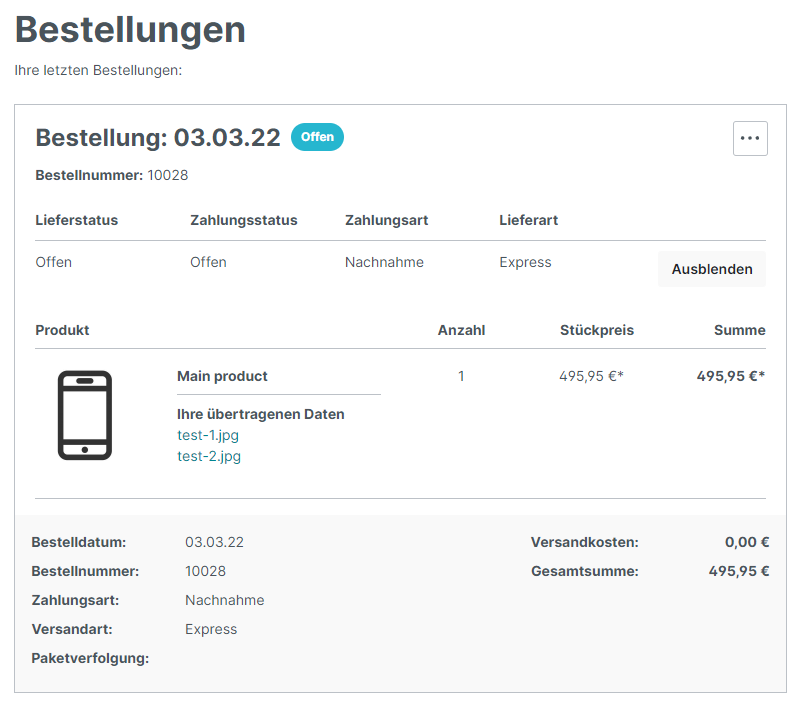 Bestellungen
Ihre letzten Bestellungen:
Bestellung: 03.03.22 Offen
Bestellnummer: 10028
Lieferstatus Zahlungsstatus Zahlungsart Lieferart
Offen Offen Nachnahme Express Ausblenden
Produkt Anzahl Stückpreis Summe
Main product 1 495,95 €* 495,95 €*
Ihre übertragenen Daten
test-1.jpg
test-2.jpg
Bestelldatum: 03.03.22 Versandkosten: 0,00 €
Bestellnummer: 10028 Gesamtsumme: 495,95 €
Zahlungsart: Nachnahme
Versandart: Express
Paketverfolgung: